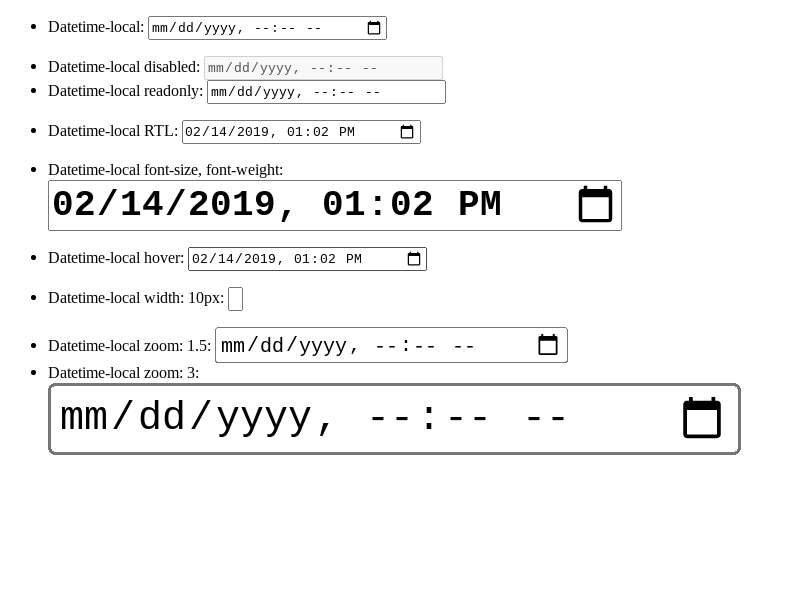 Datetime-local: mm/dd/yyyy, --:-- --
Datetime-local disabled: mm/dd/yyyy, --:-- --
Datetime-local readonly: mm/dd/yyyy, --:-- --
Datetime-local RTL: 02/14/2019, 01:02 PM
Datetime-local font-size, font-weight:
02/14/2019, 01:02 PM
Datetime-local hover: 02/14/2019, 01:02 PM
Datetime-local width: 10px:
Datetime-local zoom: 1.5: mm/dd/yyyy, --:-- --
Datetime-local zoom: 3:
mm/dd/yyyy, --:-- --